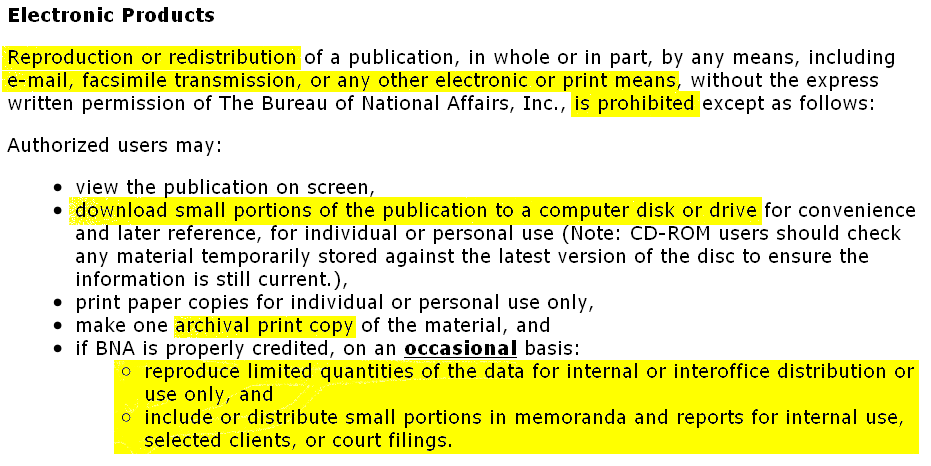 Electronic Products
Reproduction or redistribution of a publication, in whole or in part, by any means, including
e-mail, facsimile transmission, or any other electronic or print means, without the express
written permission of The Bureau of National Affairs, Inc., is prohibited except as follows:
Authorized users may:
• view the publication on screen,
• download small portions of the publication to a computer disk or drive for convenience
and later reference, for individual or personal use (Note: CD-ROM users should check
any material temporarily stored against the latest version of the disc to ensure the
information is still current.),
• print paper copies for individual or personal use only,
• make one archival print copy of the material, and
• if BNA is properly credited, on an occasional basis:
○ reproduce limited quantities of the data for internal or interoffice distribution or
use only, and
○ include or distribute small portions in memoranda and reports for internal use,
selected clients, or court filings.